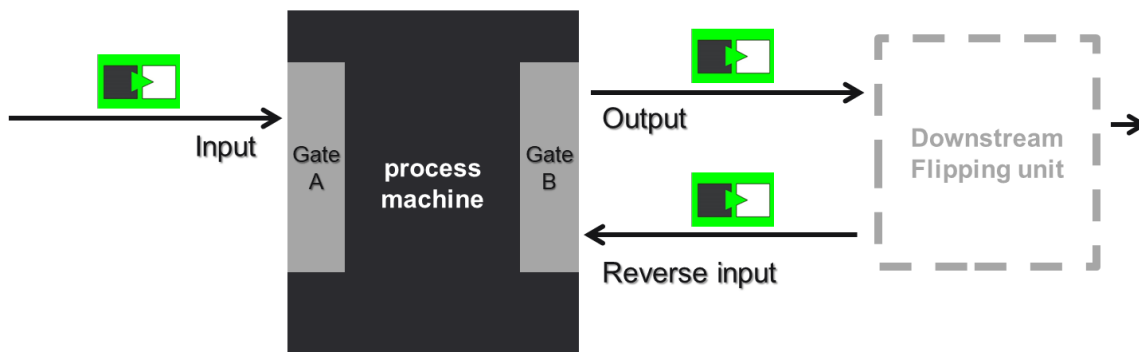 Input
Gate
A
process
machine
Gate
B
Output
Reverse input
Downstream
Flipping unit